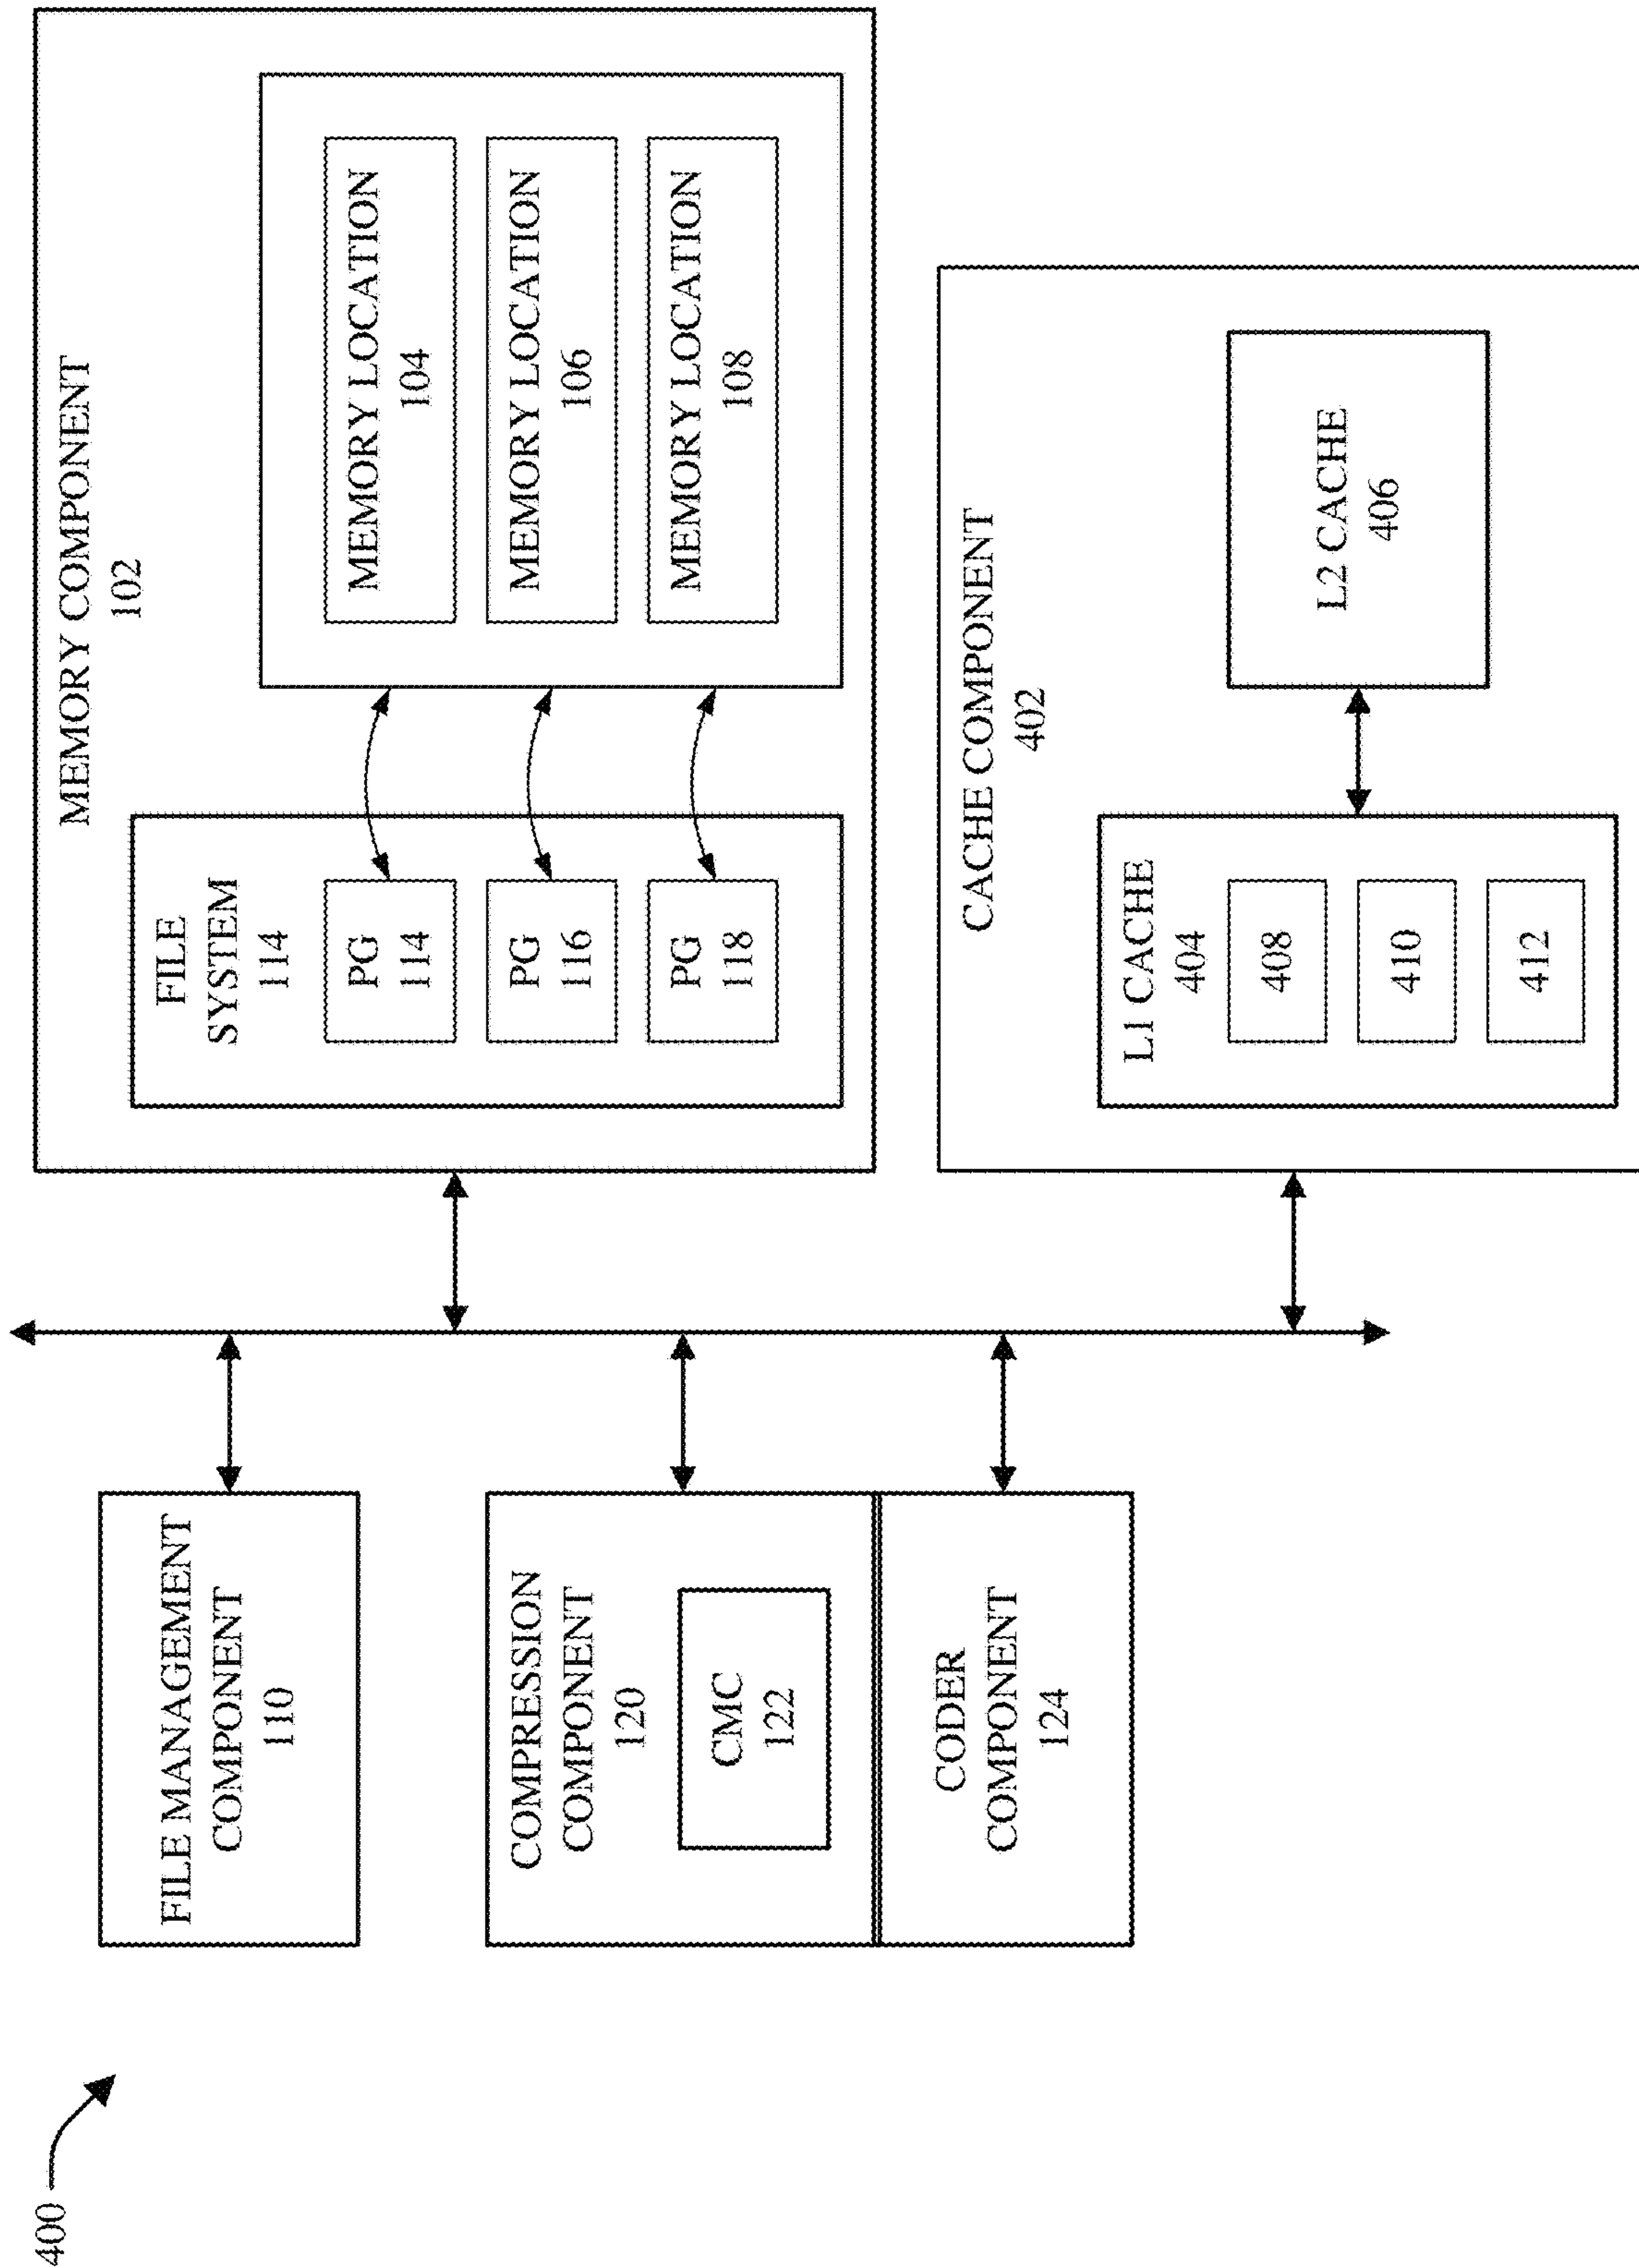 400
FILE MANAGEMENT
COMPONENT
110
COMPRESSION
COMPONENT
120
CMC
122
CODER
COMPONENT
124
MEMORY COMPONENT
102
FILE
SYSTEM
114
PG
114
PG
116
PG
118
MEMORY LOCATION
104
MEMORY LOCATION
106
MEMORY LOCATION
108
CACHE COMPONENT
402
L1 CACHE
404
408
410
412
L2 CACHE
406